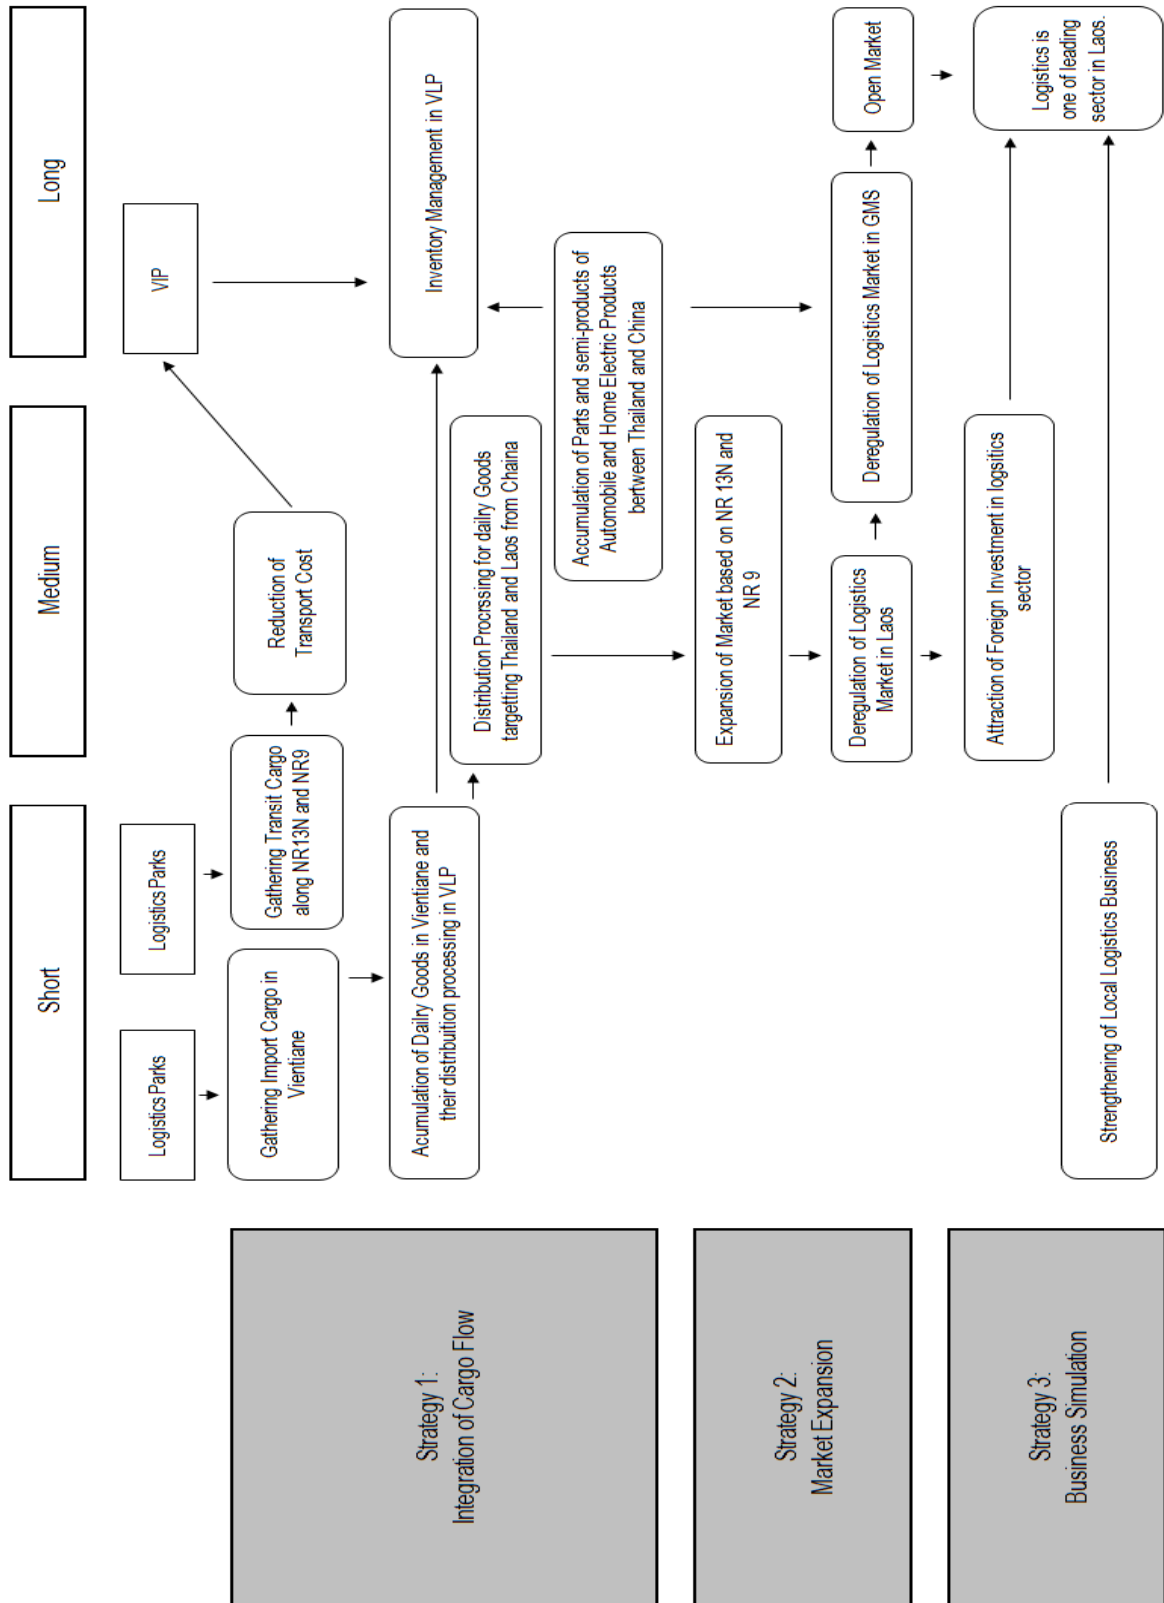 Short
Medium
Long
Logistics Parks
Logistics Parks
VIP
Strategy 1:
Integration of Cargo Flow
Gathering Import Cargo in
Vientiane
Gathering Transit Cargo
along NR13N and NR9
Reduction of
Transport Cost
Acumulation of Dailry Goods in Vientiane and
their distribuition processing in VLP
Inventory Management in VLP
Distribution Procrssing for dailry Goods
targetting Thailand and Laos from Chaina
Accumulation of Parts and semi-products of
Automobile and Home Electric Products
bertween Thailand and China
Strategy 2:
Market Expansion
Expansion of Market based on NR 13N and
NR 9
Deregulation of Logistics
Market in Laos
Deregulation of Logistics Market in GMS
Open Market
Strategy 3:
Business Simulation
Attraction of Foreign Investment in logsitics
sector
Logistics is
one of leading
sector in Laos.
Strengthening of Local Logistics Business